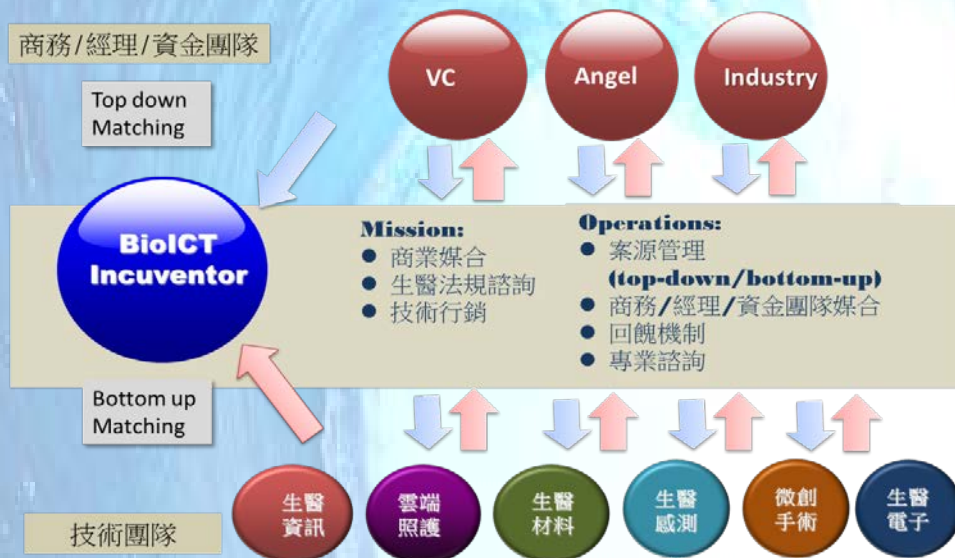 商務/經理/資金團隊
VC
Angel
Industry
Top down
Matching
BioICT
Incuventor
Mission:
● 商業媒合
● 生醫法規諮詢
● 技術行銷
Operations:
● 案源管理
(top-down/bottom-up)
● 商務/經理/資金團隊媒合
● 回饋機制
● 專業諮詢
Bottom up
Matching
技術團隊
生醫
資訊
雲端
照護
生醫
材料
生醫
感測
微創
手術
生醫
電子